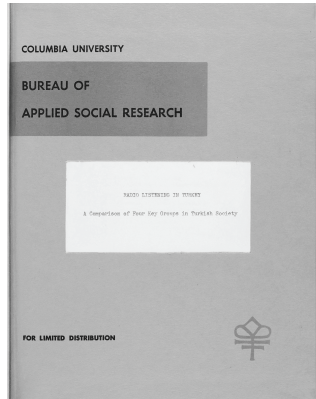 COLUMBIA UNIVERSITY
BUREAU OF
APPLIED SOCIAL RESEARCH
RADIO LISTENING IN TURKEY
A Comparison of Four Key Groups in Turkish Society
FOR LIMITED DISTRIBUTION